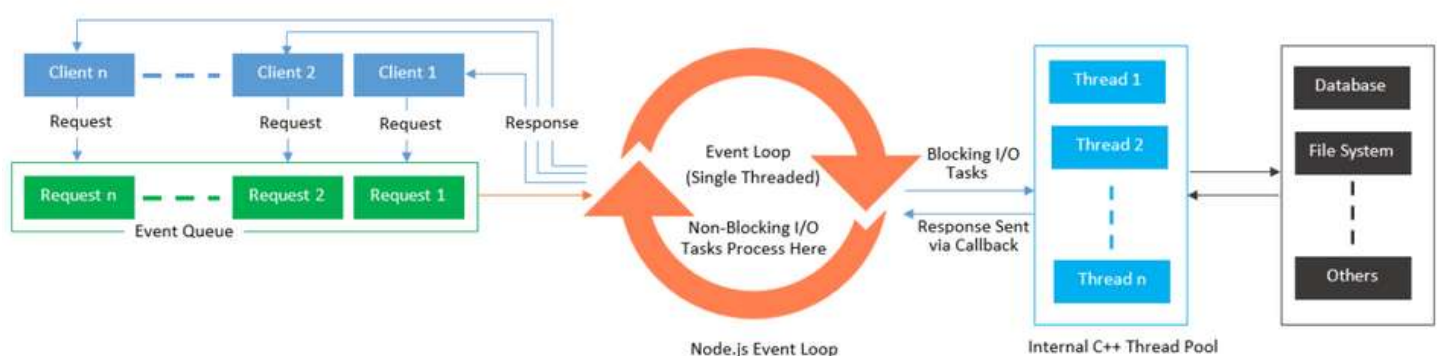 Client n
Client 2
Client 1
Request
Request
Request
Response
Request n
Request 2
Request 1
Event Queue
Event Loop
(Single Threaded)
Non-Blocking I/O
Tasks Process Here
Node.js Event Loop
Blocking I/O
Tasks
Response Sent
via Callback
Thread 1
Thread 2
Thread n
Internal C++ Thread Pool
Database
File System
Others